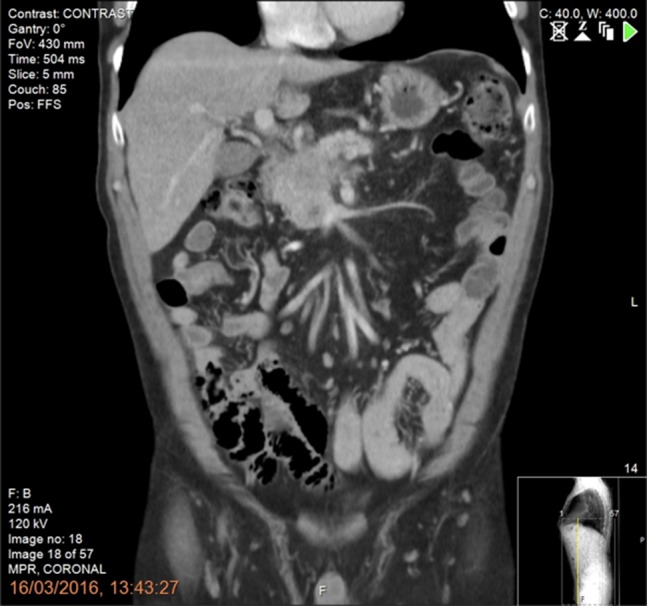 Contrast: CONTRAST
Gantry: 0°
FoV: 430 mm
Time: 504 ms
Slice: 5 mm
Couch: 85
Pos: FFS
C: 40.0, W: 400.0
Z
L
14
F: B
216 mA
120 kV
Image no: 18
Image 18 of 57
MPR, CORONAL
16/03/2016, 13:43:27
F
1
57
P
F